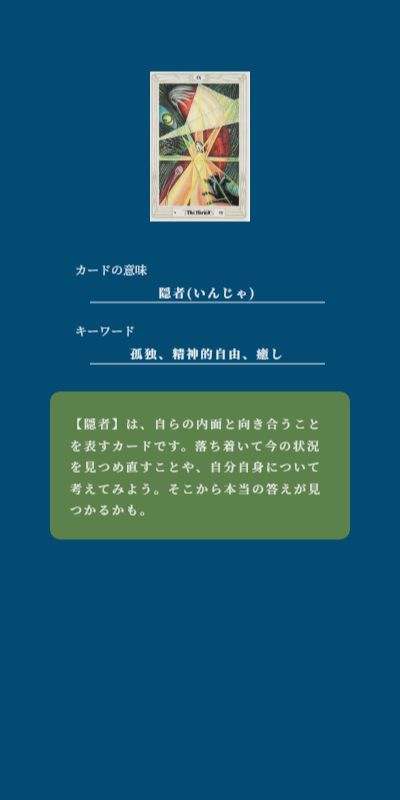 The Hermit
カードの意味
隠者(いんじゃ)
キーワード
孤独、精神的自由、癒し
【隠者】は、自らの内面と向き合うこと
を表すカードです。落ち着いて今の状況
を見つめ直すことや、自分自身について
考えてみよう。そこから本当の答えが見
つかるかも。